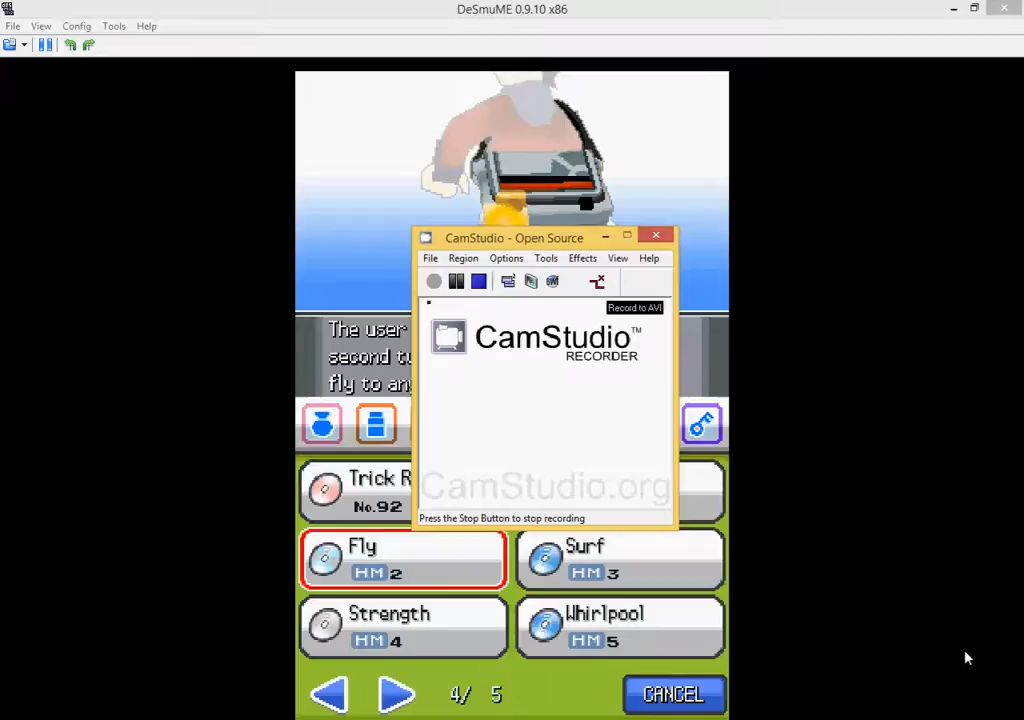 DeSmuME 0.9.10 x86
File View Config Tools Help
CamStudio - Open Source
File Region Options Tools Effects View Help
Record to AVI
CamStudio™
RECORDER
CamStudio.org
Press the Stop Button to stop recording
The user
second tu
fly to an
Trick R
No.92
Fly
HM 2
Surf
HM 3
Strength
HM 4
Whirlpool
HM 5
4/ 5
CANCEL